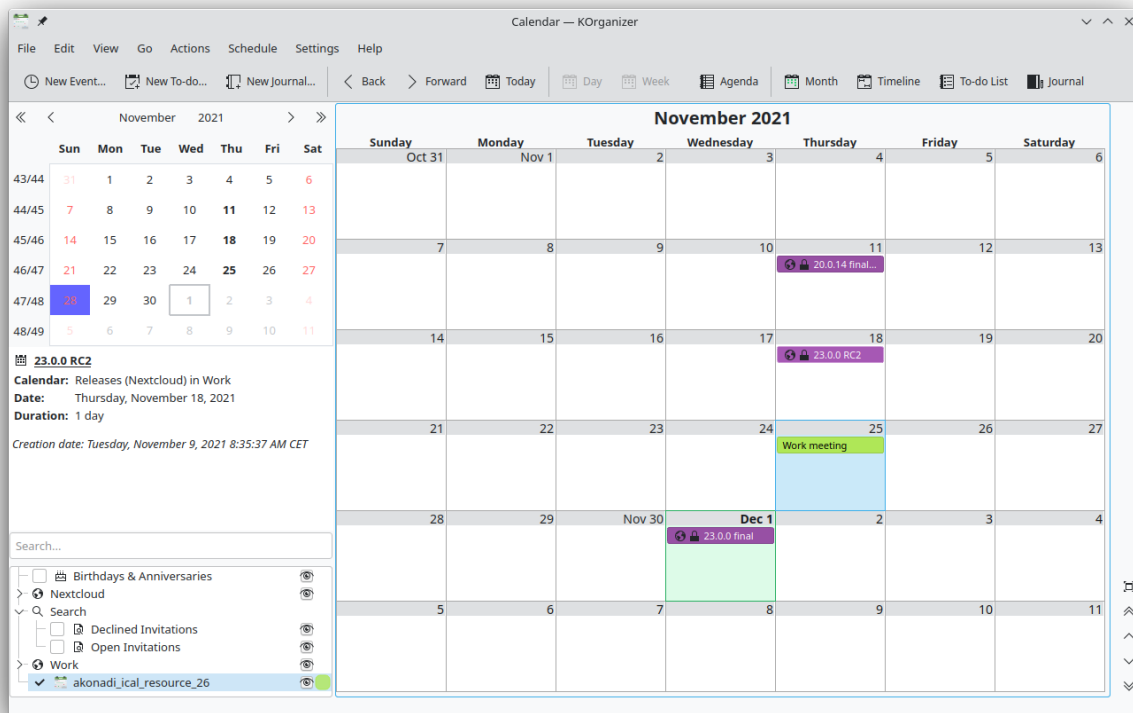 Calendar — KOrganizer
File Edit View Go Actions Schedule Settings Help
New Event... New To-do... New Journal... Back Forward Today Day Week Agenda Month Timeline To-do List Journal
November 2021
Sun Mon Tue Wed Thu Fri Sat
43/44 31 1 2 3 4 5 6
44/45 7 8 9 10 11 12 13
45/46 14 15 16 17 18 19 20
46/47 21 22 23 24 25 26 27
47/48 28 29 30 1 2 3 4
48/49 5 6 7 8 9 10 11
23.0.0 RC2
Calendar: Releases (Nextcloud) in Work
Date: Thursday, November 18, 2021
Duration: 1 day
Creation date: Tuesday, November 9, 2021 8:35:37 AM CET
Search...
Birthdays & Anniversaries
Nextcloud
Search
Declined Invitations
Open Invitations
Work
akonadi_ical_resource_26
November 2021
Sunday Monday Tuesday Wednesday Thursday Friday Saturday
Oct 31 Nov 1 2 3 4 5 6
7 8 9 10 11 12 13
20.0.14 final...
14 15 16 17 18 19 20
23.0.0 RC2
21 22 23 24 25 26 27
Work meeting
28 29 Nov 30 Dec 1 2 3 4
23.0.0 final
5 6 7 8 9 10 11